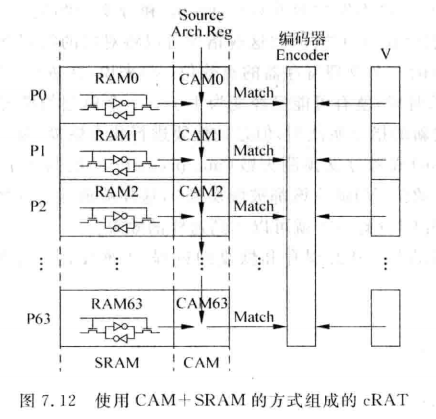 Source
Arch.Reg
编码器
Encoder
V
P0
RAM0
CAM0
Match
P1
RAM1
CAM1
Match
P2
RAM2
CAM2
Match
⋮
⋮
⋮
⋮
P63
RAM63
CAM63
Match
SRAM
CAM
图 7.12 使用 CAM+SRAM 的方式组成的 cRAT